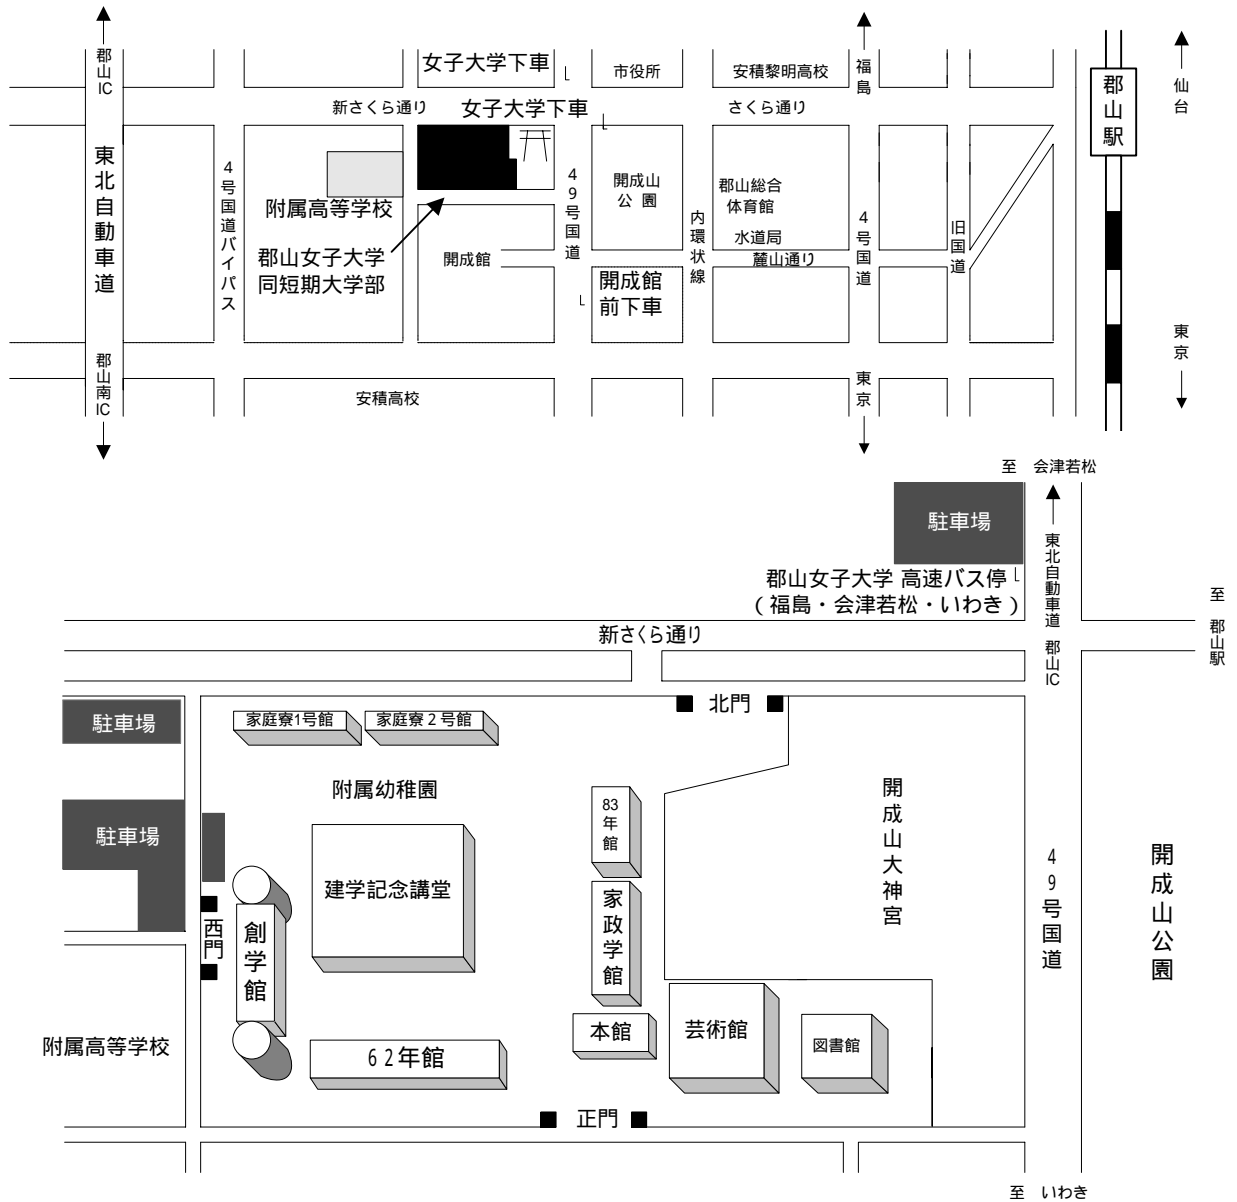 郡山IC
女子大学下車
市役所
安積黎明高校
福島
仙台
郡山駅
新さくら通り
女子大学下車
さくら通り
東北自動車道
4号国道バイパス
附属高等学校
49号国道
開成山
公園
郡山総合
体育館
内環状線
水道局
4号国道
旧国道
郡山女子大学
同短期大学部
開成館
麓山通り
開成館
前下車
郡山南IC
安積高校
東京
東京
至 会津若松
駐車場
東北自動車道 郡山IC
郡山女子大学 高速バス停
（福島・会津若松・いわき）
至 郡山駅
新さくら通り
北門
駐車場
家庭寮1号館
家庭寮2号館
附属幼稚園
83年館
開成山大神宮
駐車場
建学記念講堂
家政学館
49号国道
開成山公園
西門
創学館
本館
芸術館
図書館
附属高等学校
62年館
正門
至 いわき